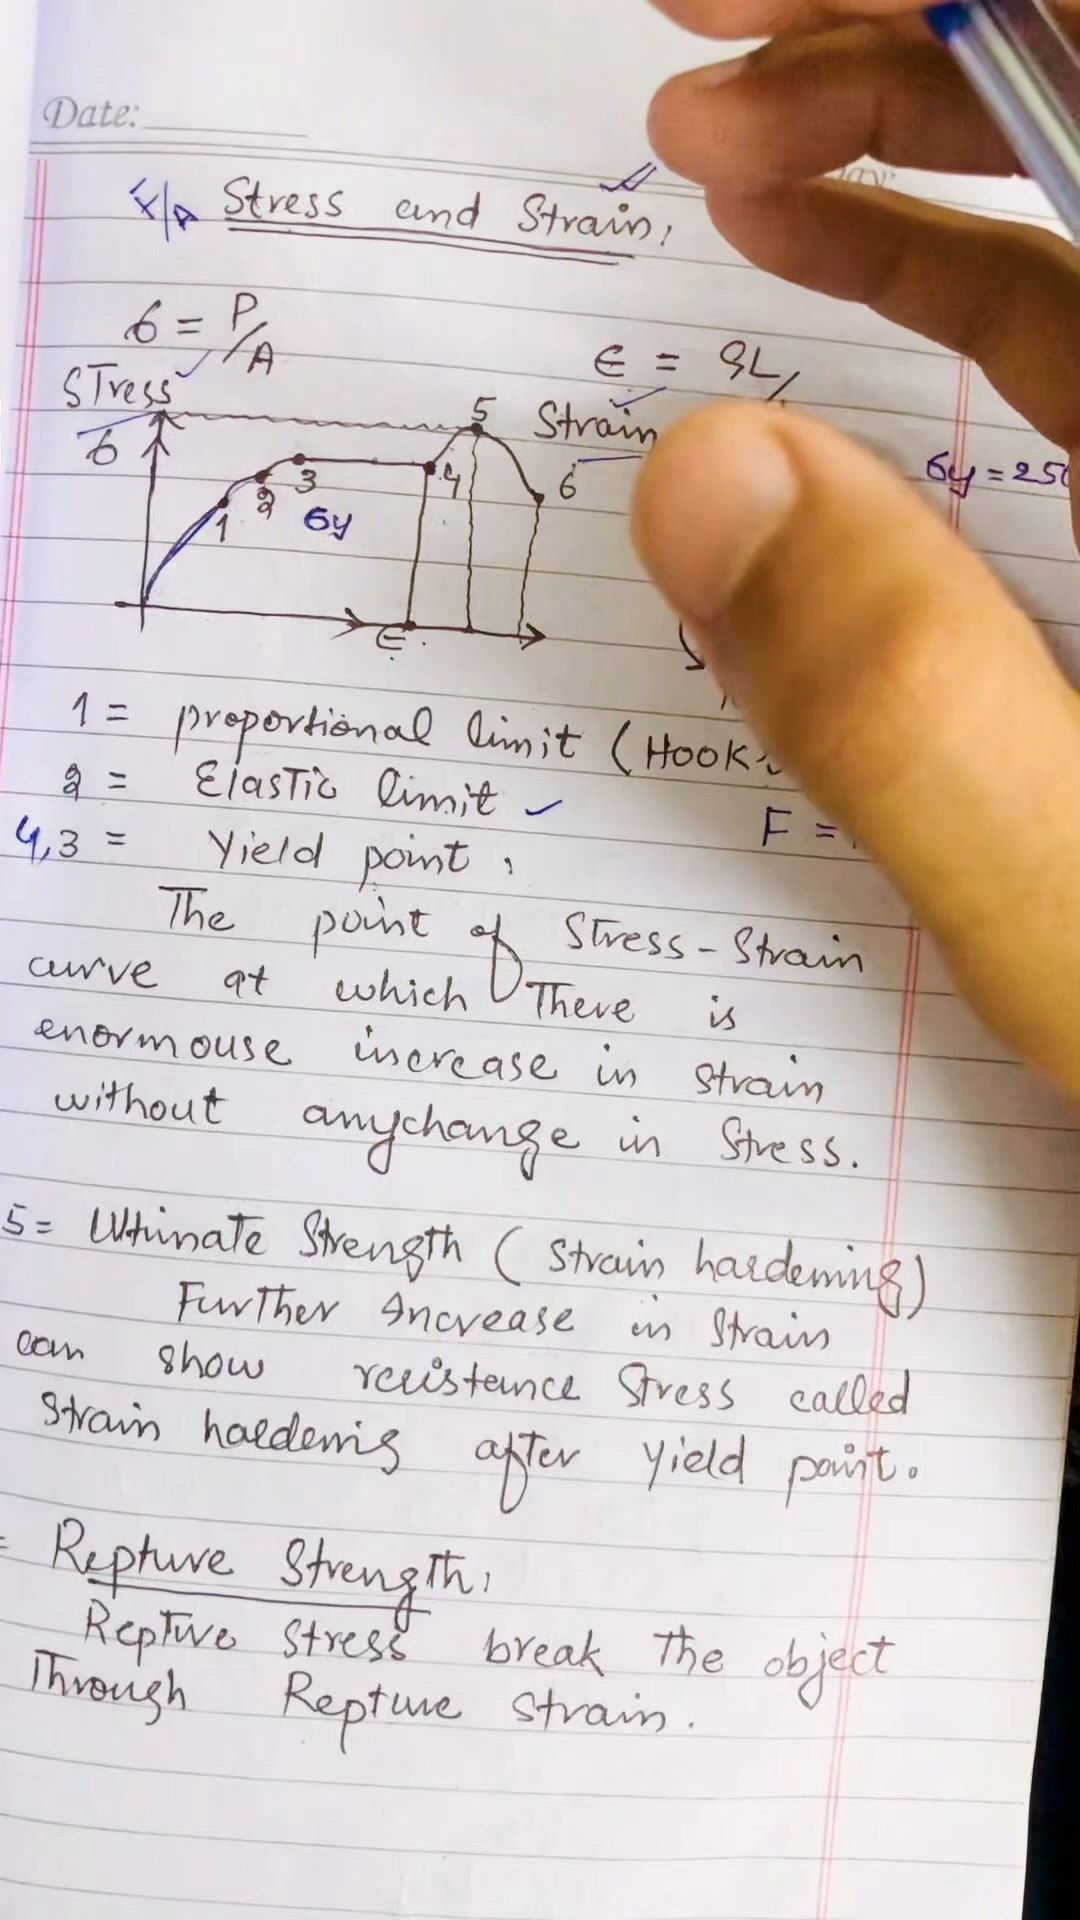 Date:
F/A Stress and Strain,
σ = P/A
ϵ = δL/
Stress
σ
5
Strain
6
4
3
2
1
σy
σy = 250
ϵ
1 = proportional limit (Hook
2 = Elastic limit
F =
4,3 = Yield point,
The point of Stress-Strain
curve at which There is
enormouse increase in strain
without anychange in Stress.
5= Ultimate Strength (Strain hardening)
Further Increase in Strain
can show resistance Stress called
Strain hardenig after Yield point.
= Repture Strength,
Repture Stress break The object
Through Repture strain.